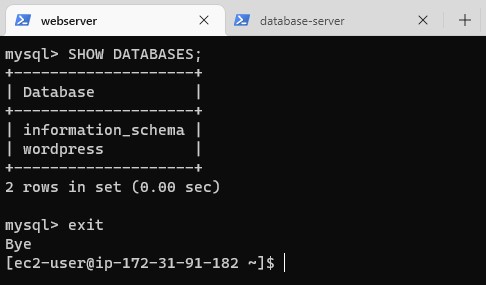 webserver
database-server
mysql> SHOW DATABASES;
+--------------------+
| Database           |
+--------------------+
| information_schema |
| wordpress          |
+--------------------+
2 rows in set (0.00 sec)
mysql> exit
Bye
[ec2-user@ip-172-31-91-182 ~]$